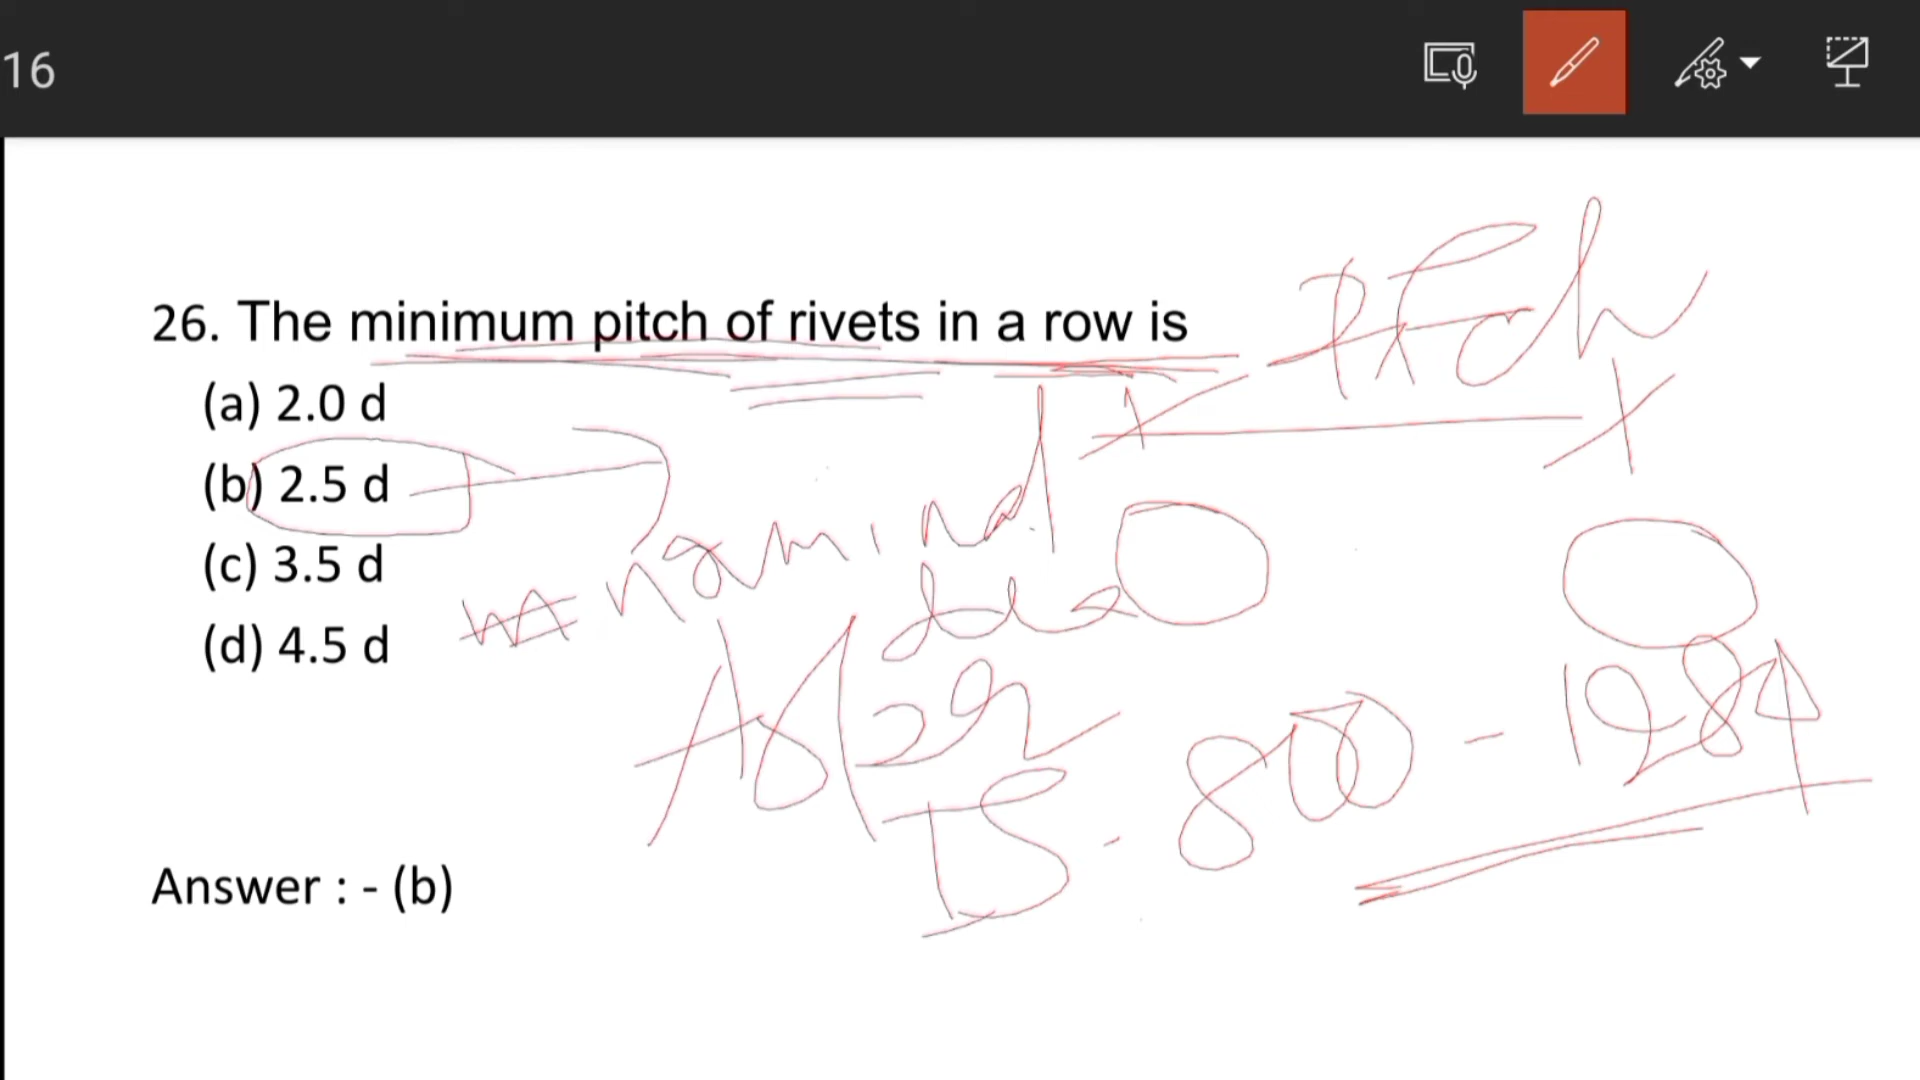 16
26. The minimum pitch of rivets in a row is
Pitch
(a) 2.0 d
(b) 2.5 d
(c) 3.5 d
(d) 4.5 d
nominal
dia
IS - 800 - 1984
Answer : - (b)